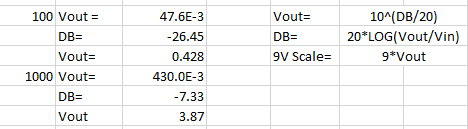 100 Vout = 47.6E-3 Vout= 10^(DB/20)
DB= -26.45 DB= 20*LOG(Vout/Vin)
Vout= 0.428 9V Scale= 9*Vout
1000 Vout= 430.0E-3
DB= -7.33
Vout 3.87